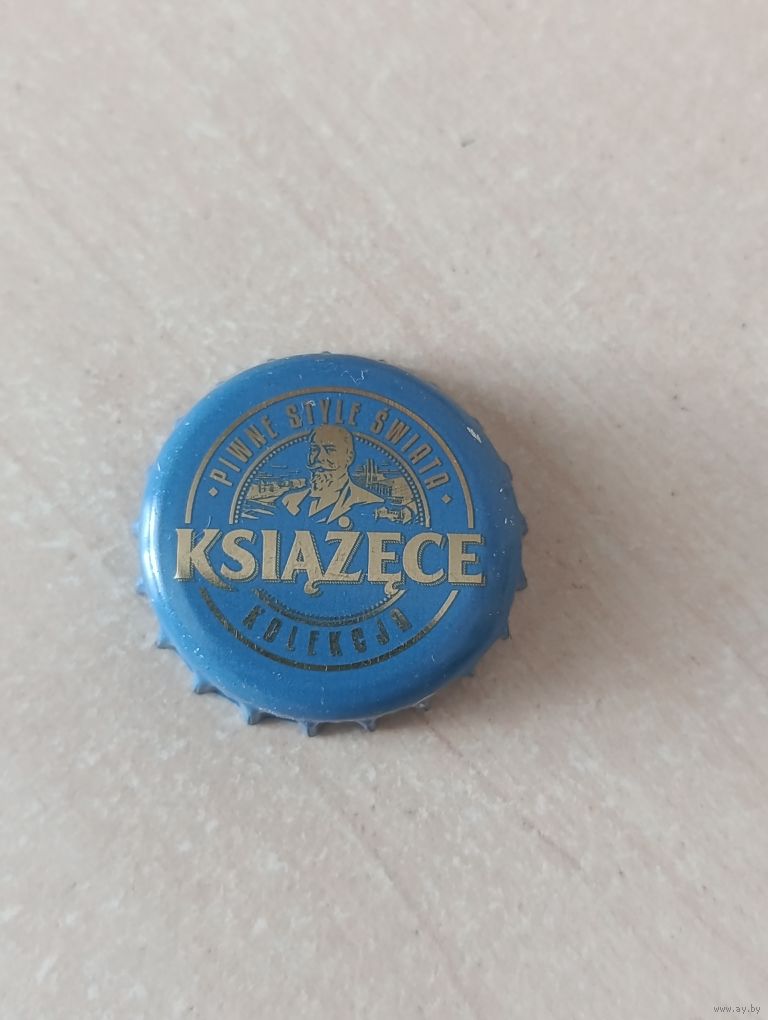 · PIWNE STYLE ŚWIATA ·
KSIĄŻĘCE
KOLEKCJA
www.ay.by